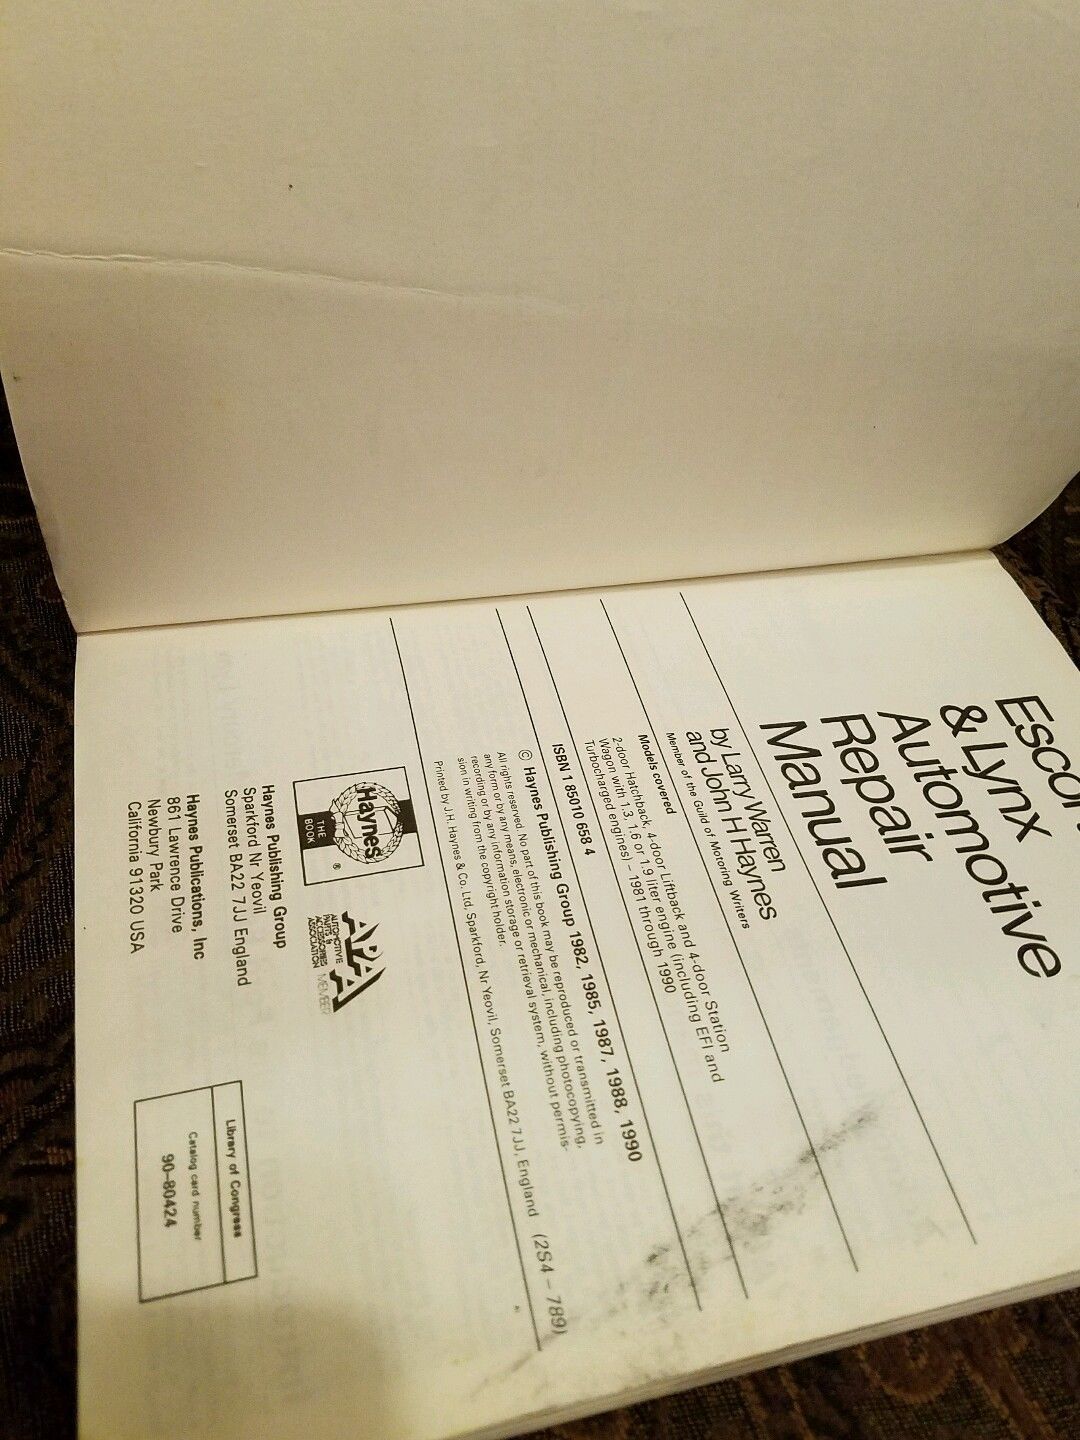 & Lynx
Automotive
Repair
Manual
by Larry Warren
and John H Haynes
Member of the Guild of Motoring Writers
Models covered
2-door Hatchback, 4-door Liftback and 4-door Station
Wagon with 1.3, 1.6 or 1.9 liter engine (including EFI and
Turbocharged engines) – 1981 through 1990
ISBN 1 85010 658 4
© Haynes Publishing Group 1982, 1985, 1987, 1988, 1990
All rights reserved. No part of this book may be reproduced or transmitted in
any form or by any means, electronic or mechanical, including photocopying,
recording or by any information storage or retrieval system, without permis-
sion in writing from the copyright holder.
Printed by J.H. Haynes & Co. Ltd, Sparkford, Nr Yeovil, Somerset BA22 7JJ, England (2S4 – 789)
Haynes
THE
BOOK
®
APAA
AUTOMOTIVE
PARTS &
ACCESSORIES
ASSOCIATION
MEMBER
Haynes Publishing Group
Sparkford Nr Yeovil
Somerset BA22 7JJ England
Haynes Publications, Inc
861 Lawrence Drive
Newbury Park
California 91320 USA
Library of Congress
Catalog card number
90-80424